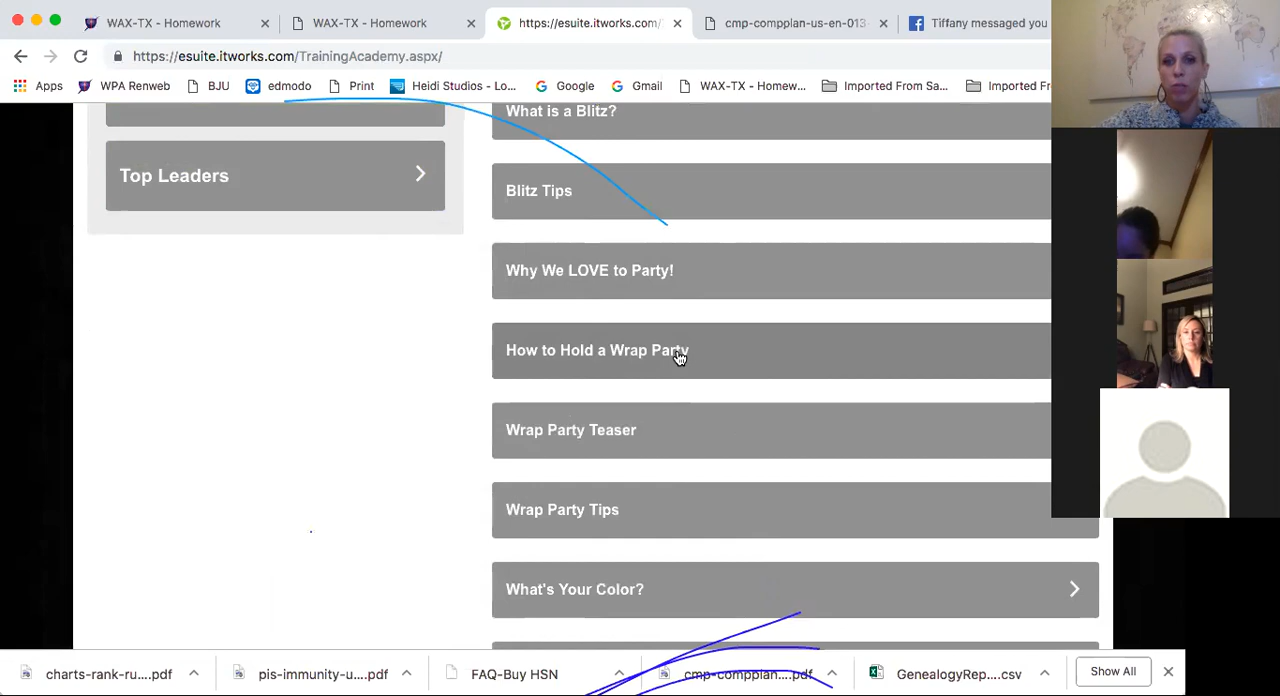 WAX-TX - Homework
WAX-TX - Homework
https://esuite.itworks.com/
cmp-compplan-us-en-013-
Tiffany messaged you
https://esuite.itworks.com/TrainingAcademy.aspx/
Apps
WPA Renweb
BJU
edmodo
Print
Heidi Studios - Lo...
Google
Gmail
WAX-TX - Homew...
Imported From Sa...
Imported Fr
Top Leaders
What is a Blitz?
Blitz Tips
Why We LOVE to Party!
How to Hold a Wrap Party
Wrap Party Teaser
Wrap Party Tips
What's Your Color?
charts-rank-ru....pdf
pis-immunity-u....pdf
FAQ-Buy HSN
cmp-compplan....pdf
GenealogyRep....csv
Show All